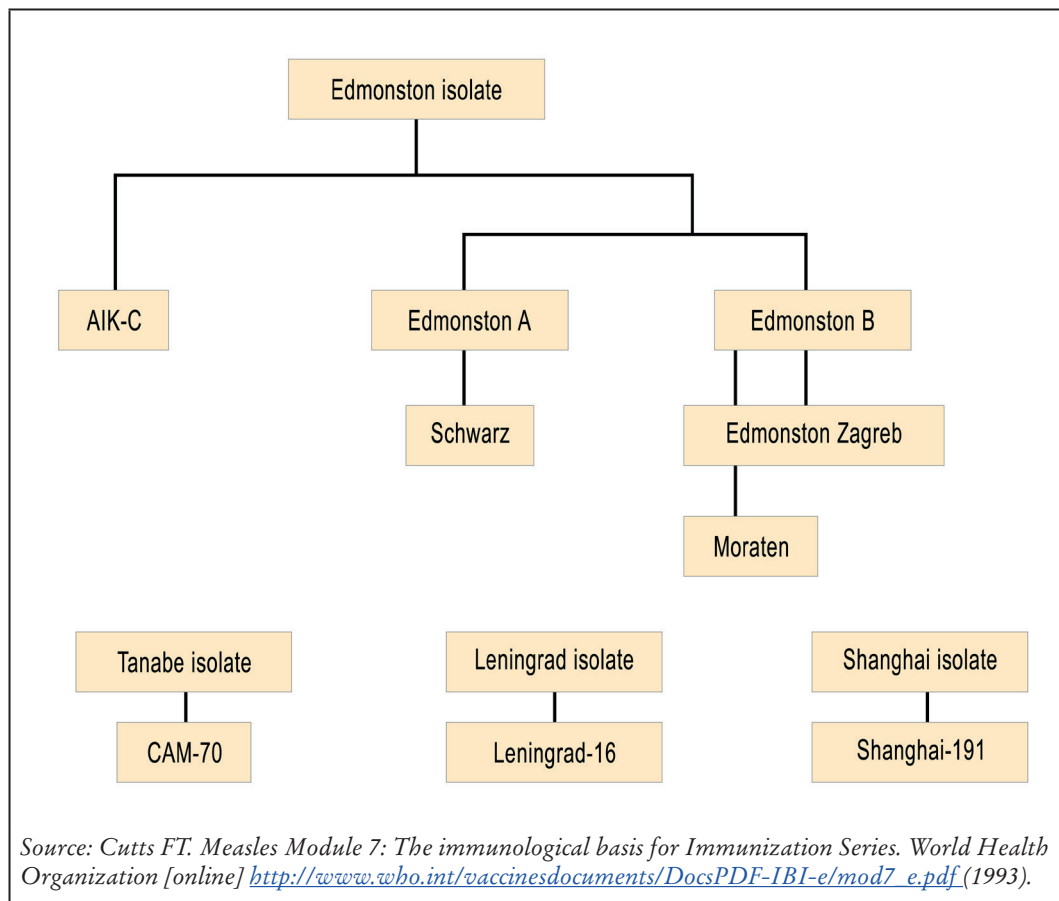 Edmonston isolate
AIK-C
Edmonston A
Edmonston B
Schwarz
Edmonston Zagreb
Moraten
Tanabe isolate
Leningrad isolate
Shanghai isolate
CAM-70
Leningrad-16
Shanghai-191
Source: Cutts FT. Measles Module 7: The immunological basis for Immunization Series. World Health
Organization [online] http://www.who.int/vaccinesdocuments/DocsPDF-IBI-e/mod7_e.pdf (1993).